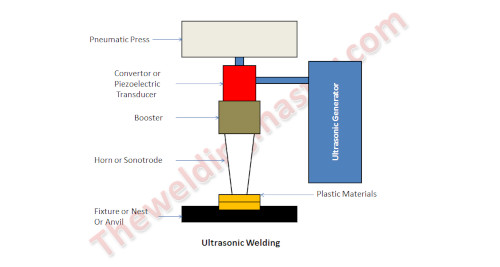 Pneumatic Press
Convertor or
Piezoelectric
Transducer
Booster
Horn or Sonotrode
Fixture or Nest
Or Anvil
Ultrasonic Generator
Plastic Materials
Ultrasonic Welding
Theweldingmaster.com